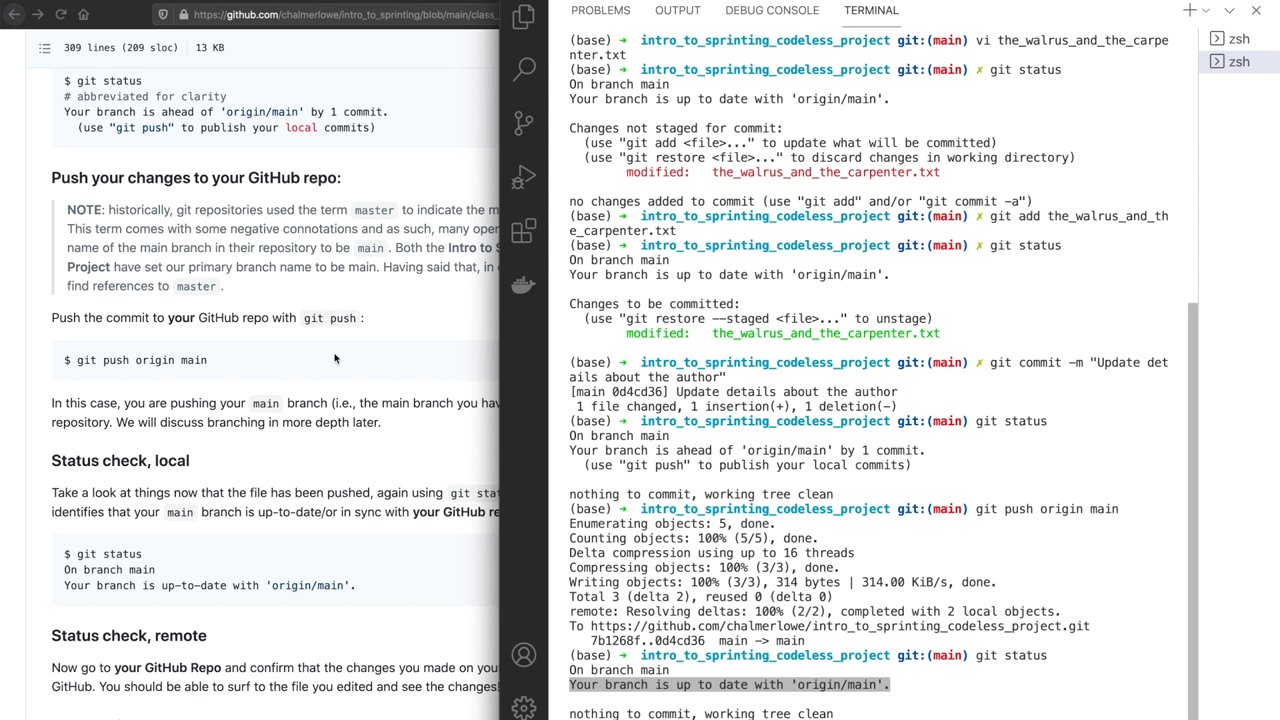 https://github.com/chalmerlowe/intro_to_sprinting/blob/main/class_
309 lines (209 sloc) 13 KB
$ git status
# abbreviated for clarity
Your branch is ahead of 'origin/main' by 1 commit.
(use "git push" to publish your local commits)
Push your changes to your GitHub repo:
NOTE: historically, git repositories used the term master to indicate the m
This term comes with some negative connotations and as such, many oper
name of the main branch in their repository to be main. Both the Intro to S
Project have set our primary branch name to be main. Having said that, in
find references to master.
Push the commit to your GitHub repo with git push:
$ git push origin main
In this case, you are pushing your main branch (i.e., the main branch you hav
repository. We will discuss branching in more depth later.
Status check, local
Take a look at things now that the file has been pushed, again using git stat
identifies that your main branch is up-to-date/or in sync with your GitHub re
$ git status
On branch main
Your branch is up-to-date with 'origin/main'.
Status check, remote
Now go to your GitHub Repo and confirm that the changes you made on you
GitHub. You should be able to surf to the file you edited and see the changes!
PROBLEMS OUTPUT DEBUG CONSOLE TERMINAL
(base) ➜ intro_to_sprinting_codeless_project git:(main) vi the_walrus_and_the_carpe
nter.txt
(base) ➜ intro_to_sprinting_codeless_project git:(main) ✗ git status
On branch main
Your branch is up to date with 'origin/main'.
Changes not staged for commit:
(use "git add <file>..." to update what will be committed)
(use "git restore <file>..." to discard changes in working directory)
modified: the_walrus_and_the_carpenter.txt
no changes added to commit (use "git add" and/or "git commit -a")
(base) ➜ intro_to_sprinting_codeless_project git:(main) ✗ git add the_walrus_and_th
e_carpenter.txt
(base) ➜ intro_to_sprinting_codeless_project git:(main) ✗ git status
On branch main
Your branch is up to date with 'origin/main'.
Changes to be committed:
(use "git restore --staged <file>..." to unstage)
modified: the_walrus_and_the_carpenter.txt
(base) ➜ intro_to_sprinting_codeless_project git:(main) ✗ git commit -m "Update det
ails about the author"
[main 0d4cd36] Update details about the author
1 file changed, 1 insertion(+), 1 deletion(-)
(base) ➜ intro_to_sprinting_codeless_project git:(main) git status
On branch main
Your branch is ahead of 'origin/main' by 1 commit.
(use "git push" to publish your local commits)
nothing to commit, working tree clean
(base) ➜ intro_to_sprinting_codeless_project git:(main) git push origin main
Enumerating objects: 5, done.
Counting objects: 100% (5/5), done.
Delta compression using up to 16 threads
Compressing objects: 100% (3/3), done.
Writing objects: 100% (3/3), 314 bytes | 314.00 KiB/s, done.
Total 3 (delta 2), reused 0 (delta 0)
remote: Resolving deltas: 100% (2/2), completed with 2 local objects.
To https://github.com/chalmerlowe/intro_to_sprinting_codeless_project.git
7b1268f..0d4cd36 main -> main
(base) ➜ intro_to_sprinting_codeless_project git:(main) git status
On branch main
Your branch is up to date with 'origin/main'.
nothing to commit, working tree clean
zsh
zsh